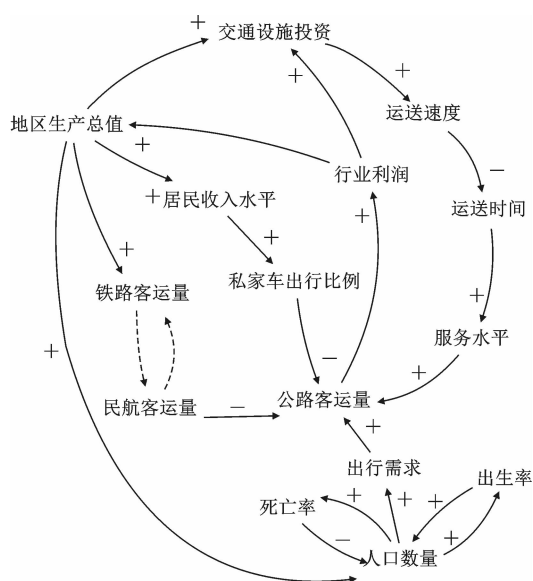 +
交通设施投资
+
+
地区生产总值
+
运送速度
行业利润
−
+居民收入水平
+
运送时间
+
+
私家车出行比例
铁路客运量
+
服务水平
+
−
+
民航客运量
−
公路客运量
+
出行需求
出生率
死亡率
+
+
+
−
+
人口数量